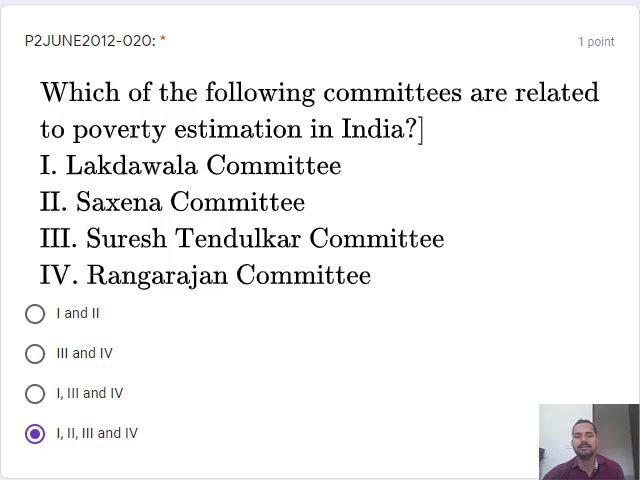 P2JUNE2012-020: *
1 point
Which of the following committees are related
to poverty estimation in India?]
I. Lakdawala Committee
II. Saxena Committee
III. Suresh Tendulkar Committee
IV. Rangarajan Committee
I and II
III and IV
I, III and IV
I, II, III and IV